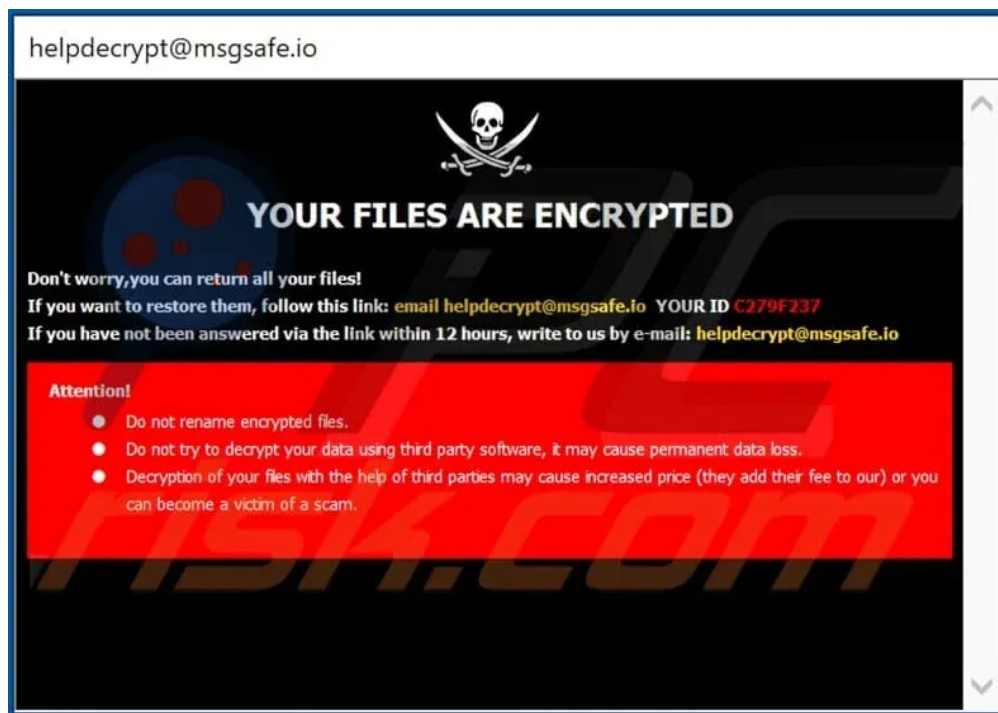 helpdecrypt@msgsafe.io
YOUR FILES ARE ENCRYPTED
Don't worry,you can return all your files!
If you want to restore them, follow this link: email helpdecrypt@msgsafe.io YOUR ID C279F237
If you have not been answered via the link within 12 hours, write to us by e-mail: helpdecrypt@msgsafe.io
Attention!
Do not rename encrypted files.
Do not try to decrypt your data using third party software, it may cause permanent data loss.
Decryption of your files with the help of third parties may cause increased price (they add their fee to our) or you
can become a victim of a scam.
PC
risk.com